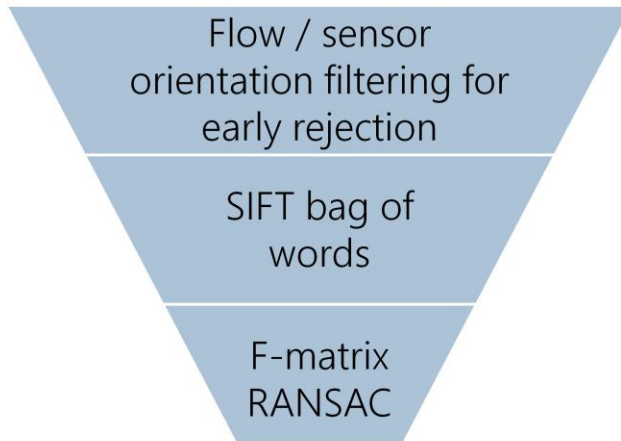 Flow / sensor
orientation filtering for
early rejection
SIFT bag of
words
F-matrix
RANSAC